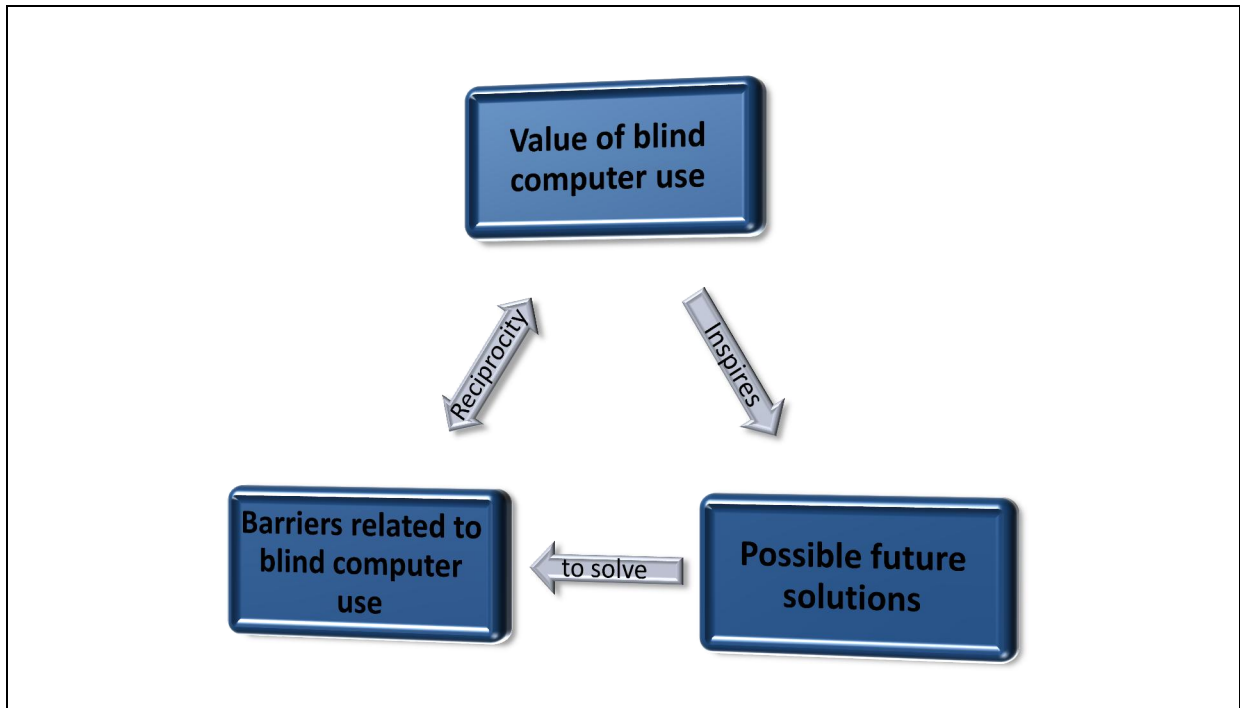 Value of blind
computer use
Reciprocity
Inspires
Barriers related to
blind computer
use
to solve
Possible future
solutions